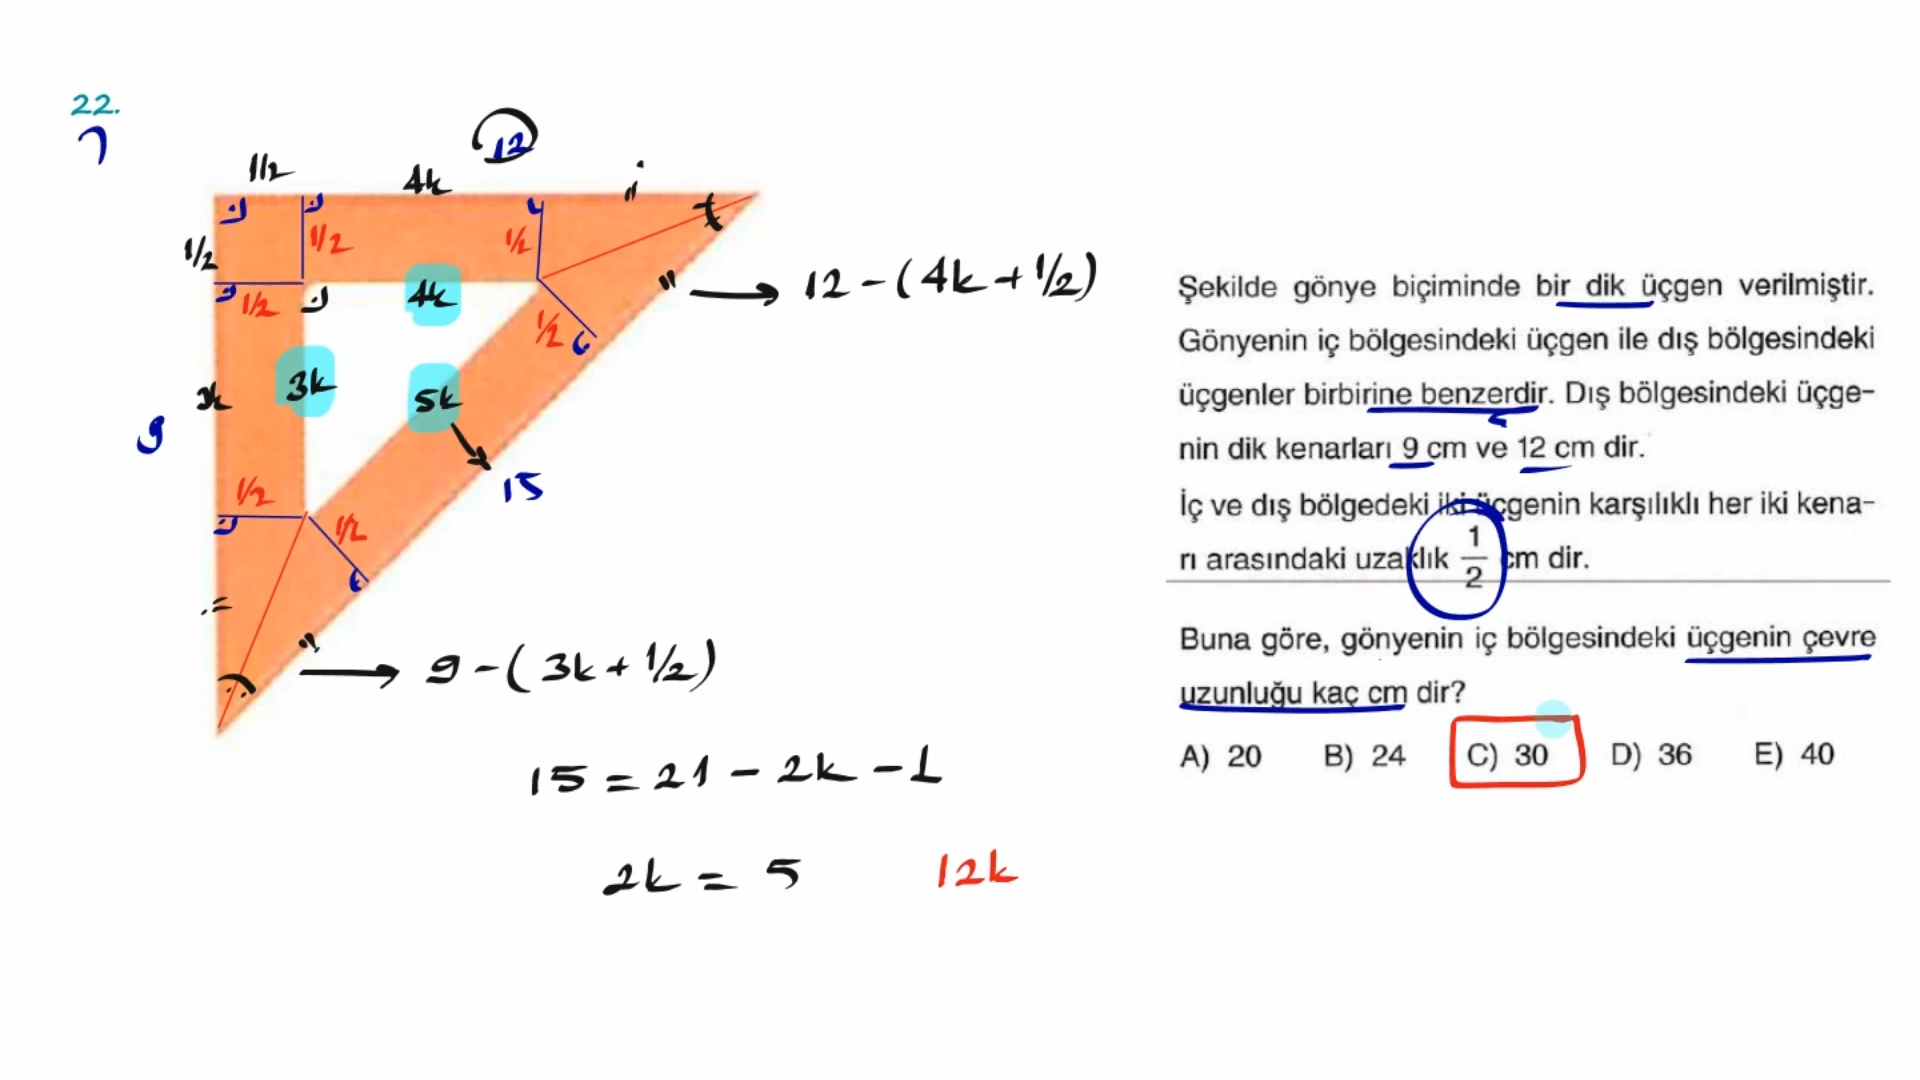 22.
12
1/2
4k
1/2
1/2
1/2
1/2
4k
1/2
12-(4k+1/2)
3k
3k
5k
9
15
1/2
1/2
9-(3k+1/2)
15=21-2k-1
2k=5
12k
Şekilde gönye biçiminde bir dik üçgen verilmiştir.
Gönyenin iç bölgesindeki üçgen ile dış bölgesindeki
üçgenler birbirine benzerdir. Dış bölgesindeki üçge-
nin dik kenarları 9 cm ve 12 cm dir.
İç ve dış bölgedeki iki üçgenin karşılıklı her iki kena-
rı arasındaki uzaklık 1/2 cm dir.
Buna göre, gönyenin iç bölgesindeki üçgenin çevre
uzunluğu kaç cm dir?
A) 20 B) 24 C) 30 D) 36 E) 40